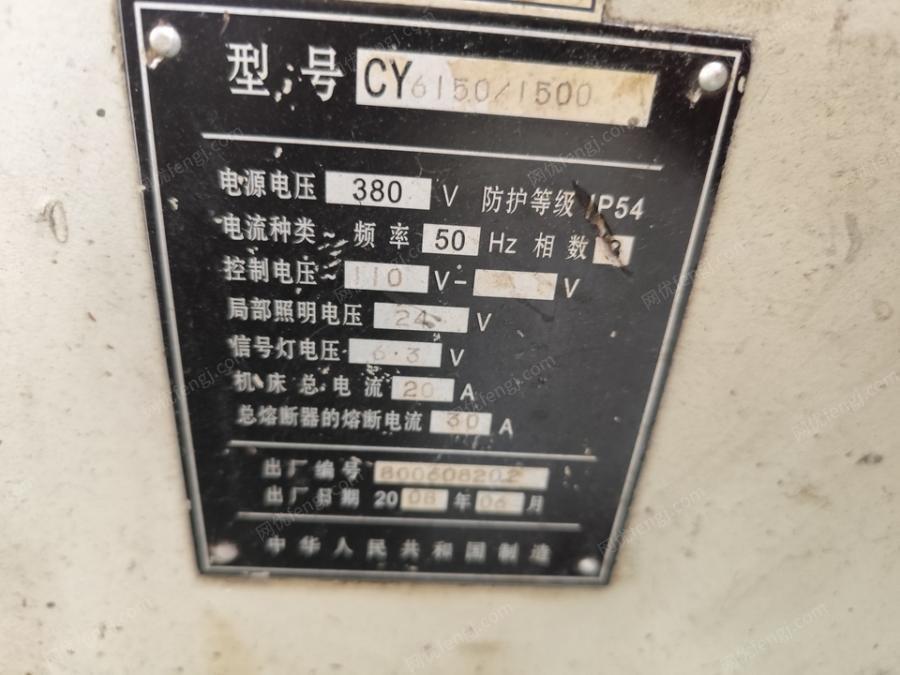 型号 CY6150/1500
电源电压 380 V 防护等级 IP54
电流种类~ 频率 50 Hz 相数 3
控制电压~ 110 V- V
局部照明电压 24 V
信号灯电压 6.3 V
机床总电流 20 A
总熔断器的熔断电流 30 A
出厂编号 800608202
出厂日期 2008年06月
中华人民共和国制造